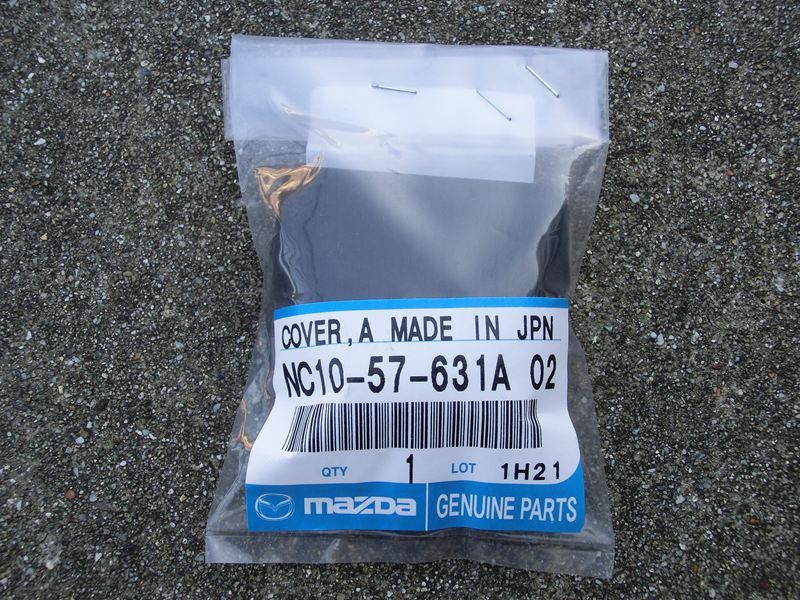 COVER,A MADE IN JPN
NC10-57-631A 02
QTY 1 LOT 1H21
mazDa GENUINE PARTS